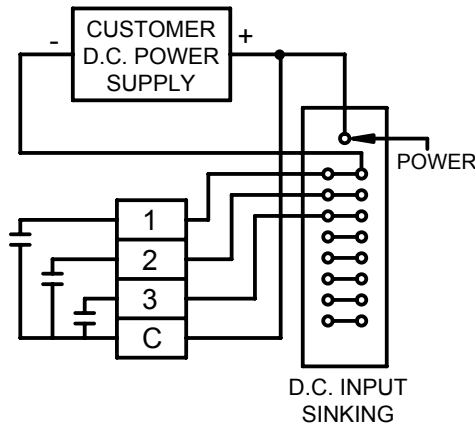 CUSTOMER
D.C. POWER
SUPPLY
-
+
POWER
1
2
3
C
D.C. INPUT
SINKING